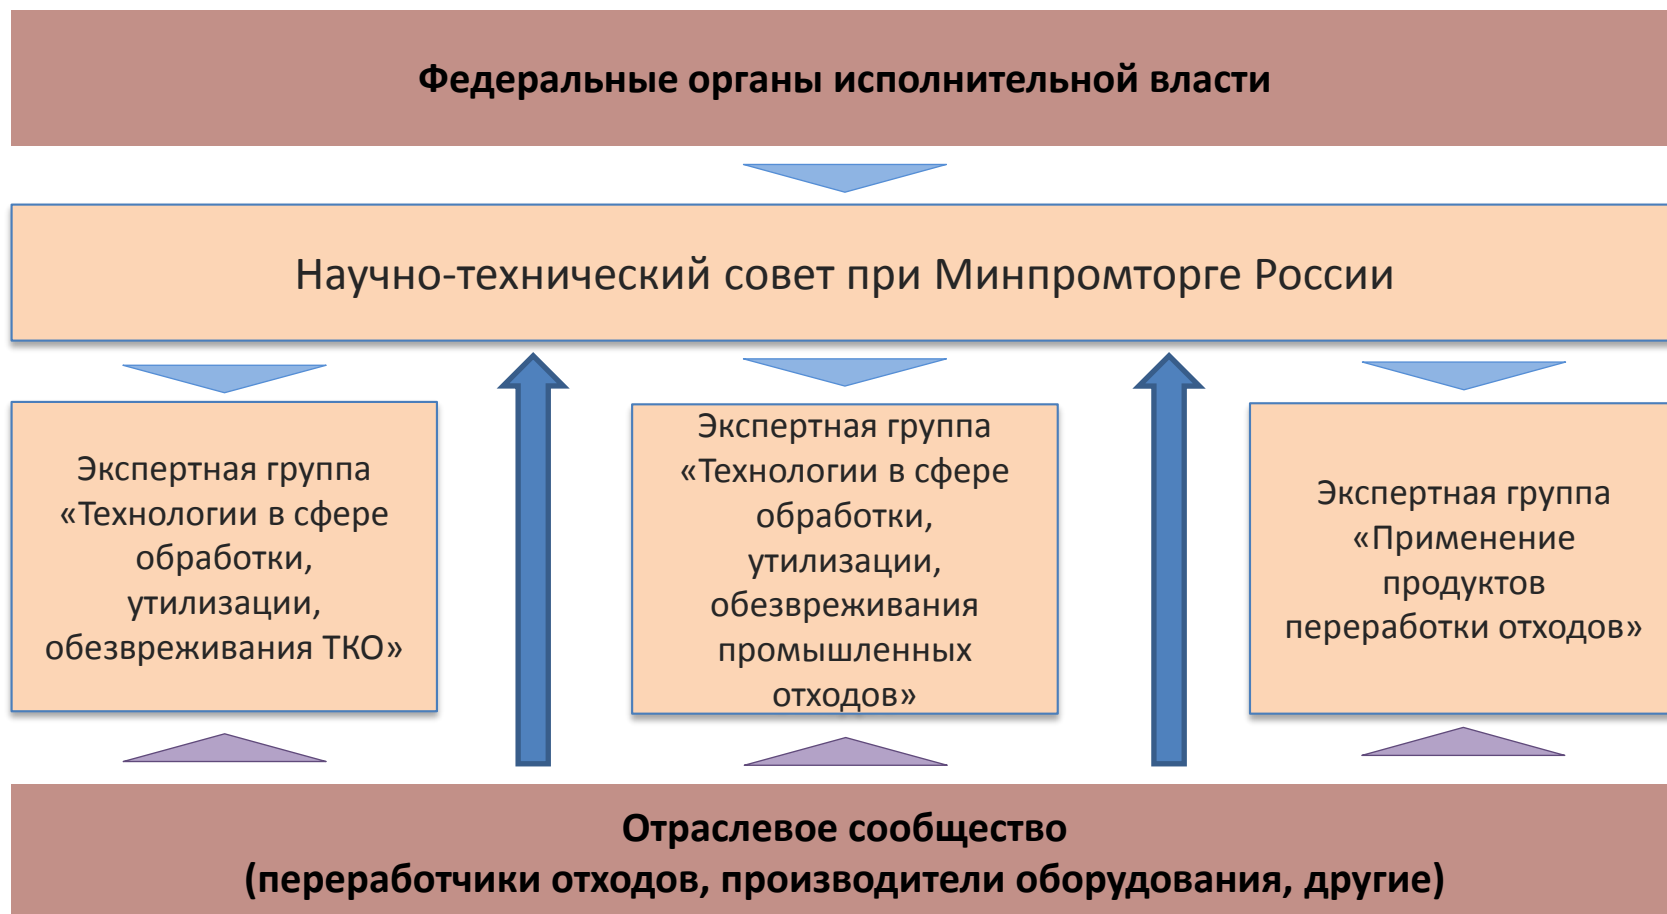 Федеральные органы исполнительной власти
Научно-технический совет при Минпромторге России
Экспертная группа
«Технологии в сфере
обработки,
утилизации,
обезвреживания ТКО»
Экспертная группа
«Технологии в сфере
обработки,
утилизации,
обезвреживания
промышленных
отходов»
Экспертная группа
«Применение
продуктов
переработки отходов»
Отраслевое сообщество
(переработчики отходов, производители оборудования, другие)